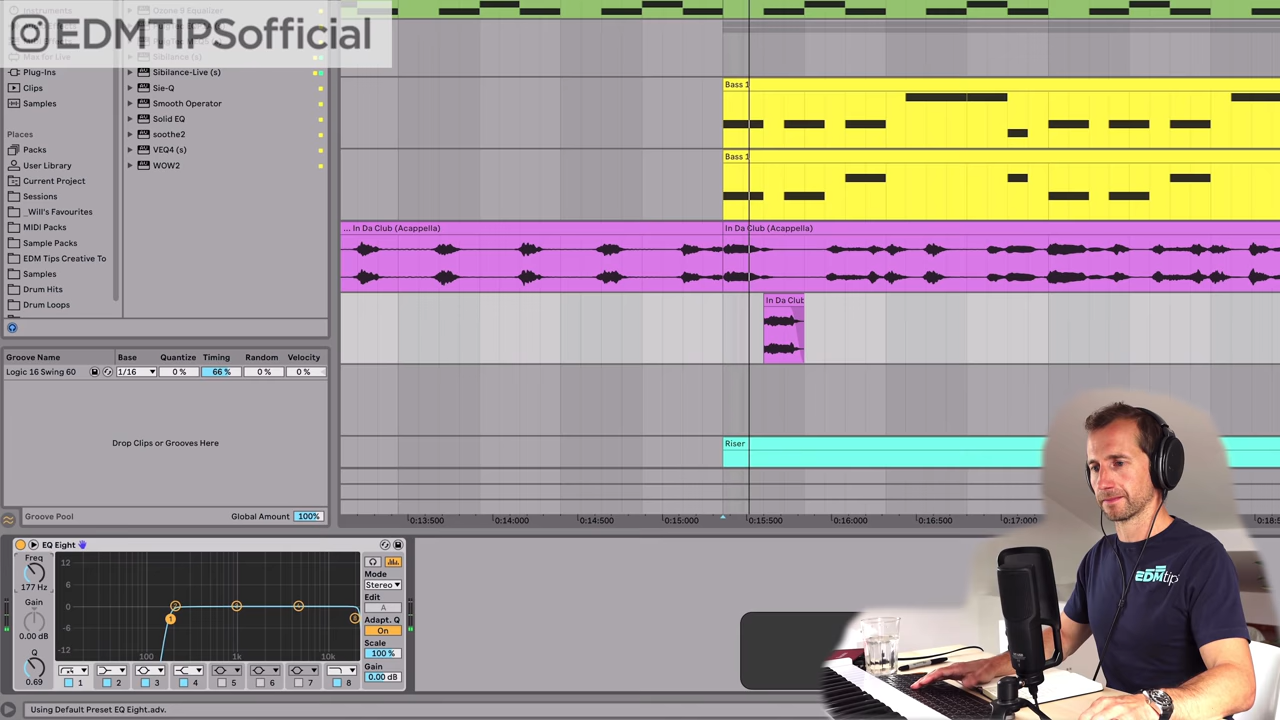 EDMTIPSofficial
Plug-Ins
Clips
Samples
Places
Packs
User Library
Current Project
Sessions
_Will's Favourites
MIDI Packs
Sample Packs
EDM Tips Creative To
Samples
Drum Hits
Drum Loops
Sibilance-Live (s)
Sie-Q
Smooth Operator
Solid EQ
soothe2
VEQ4 (s)
WOW2
Groove Name Base Quantize Timing Random Velocity
Logic 16 Swing 60 1/16 0 % 66 % 0 % 0 %
Drop Clips or Grooves Here
Groove Pool Global Amount 100%
Bass 1
Bass 1
... In Da Club (Acappella) In Da Club (Acappella)
In Da Club
Riser
0:13:500 0:14:000 0:14:500 0:15:000 0:15:500 0:16:000 0:16:500 0:17:000 0:18:5
EQ Eight
Freq
177 Hz
Gain
0.00 dB
Q
0.69
12
6
0
-6
-12
100 1k 10k
1 2 3 4 5 6 7 8
Mode
Stereo
Edit
A
Adapt. Q
On
Scale
100 %
Gain
0.00 dB
Using Default Preset EQ Eight.adv.
EDMtip